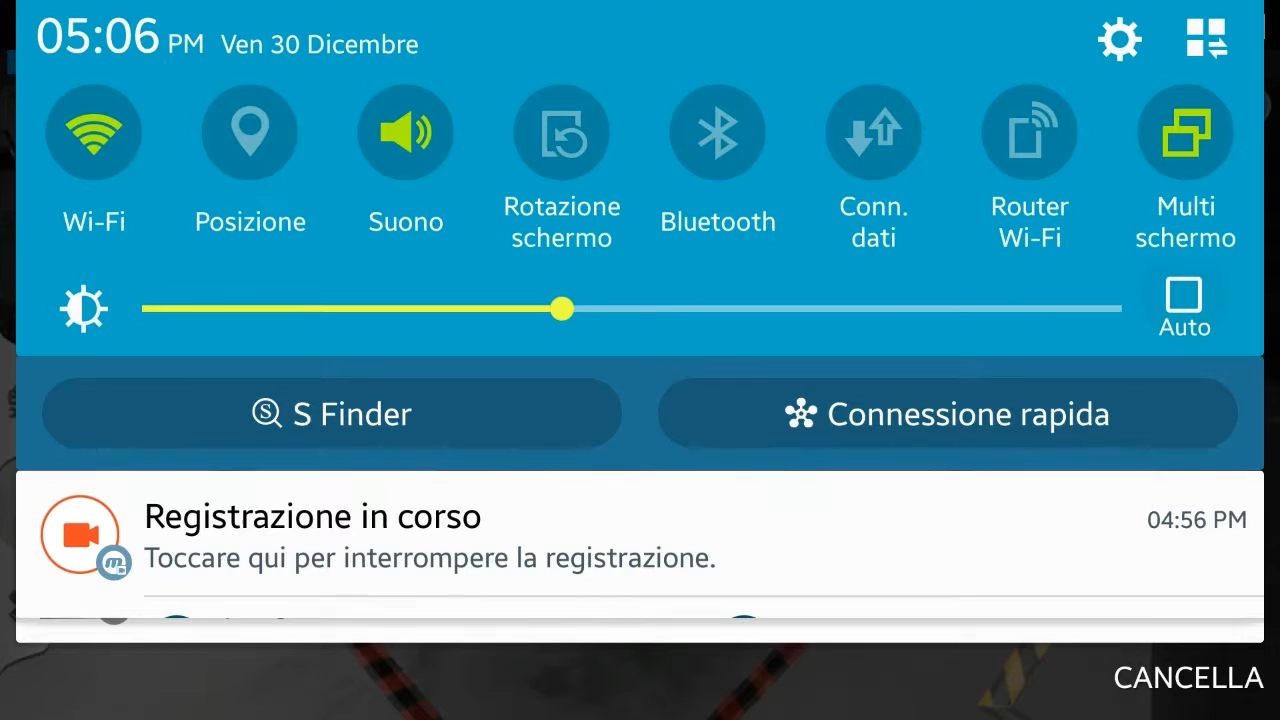 05:06 PM Ven 30 Dicembre
Wi-Fi
Posizione
Suono
Rotazione
schermo
Bluetooth
Conn.
dati
Router
Wi-Fi
Multi
schermo
Auto
S Finder
Connessione rapida
Registrazione in corso
04:56 PM
Toccare qui per interrompere la registrazione.
CANCELLA